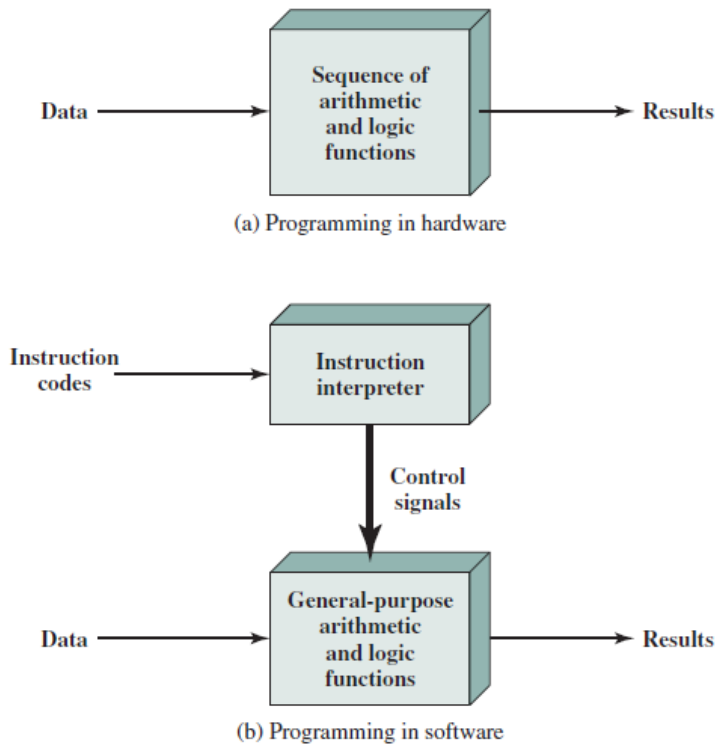 Sequence of
arithmetic
and logic
functions
Data
Results
(a) Programming in hardware
Instruction
codes
Instruction
interpreter
Control
signals
General-purpose
arithmetic
and logic
functions
Data
Results
(b) Programming in software